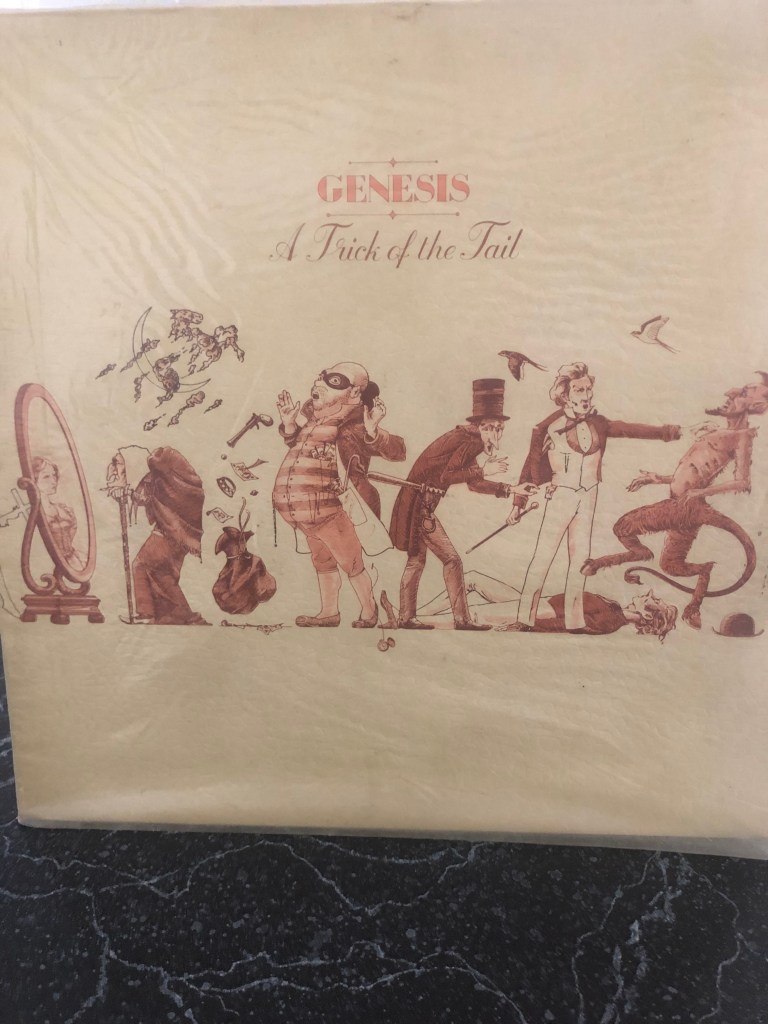 GENESIS
A Trick of the Tail